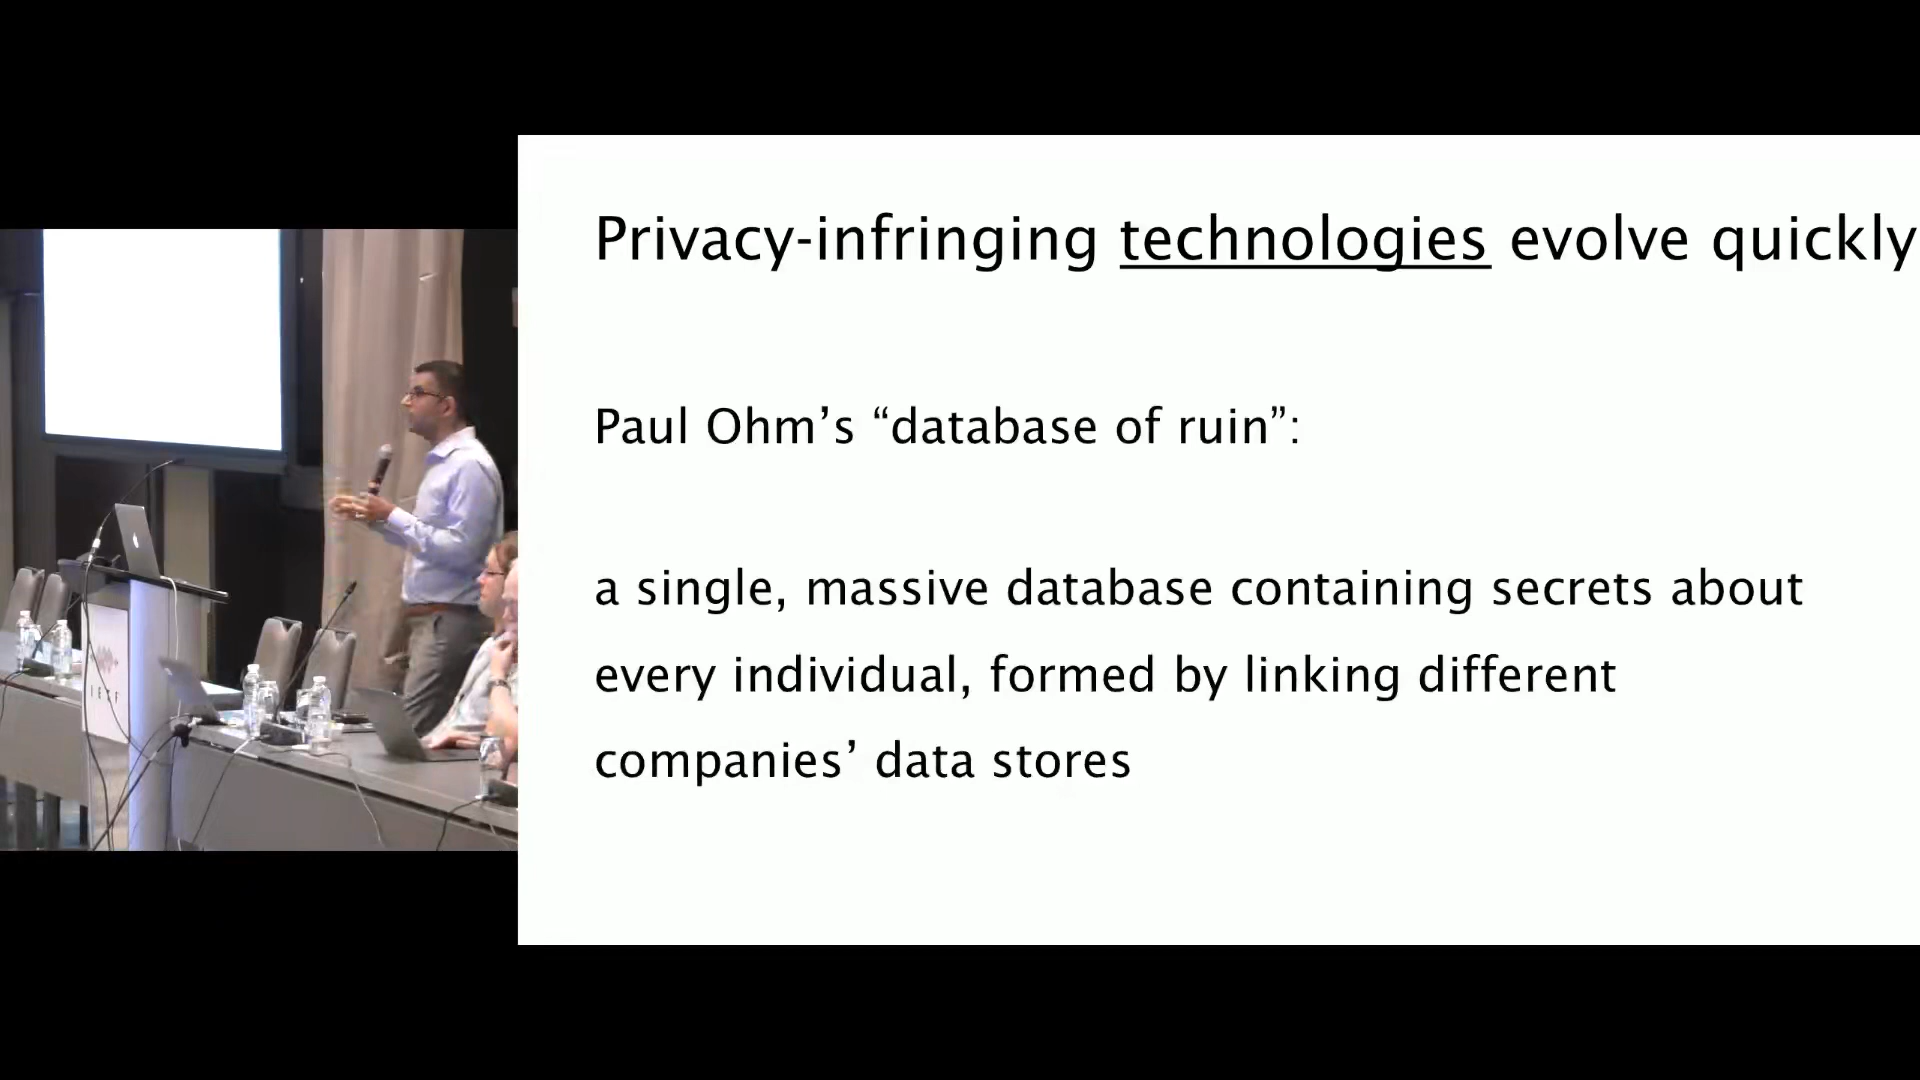 Privacy-infringing technologies evolve quickly
Paul Ohm’s “database of ruin”:
a single, massive database containing secrets about
every individual, formed by linking different
companies’ data stores
I E T F